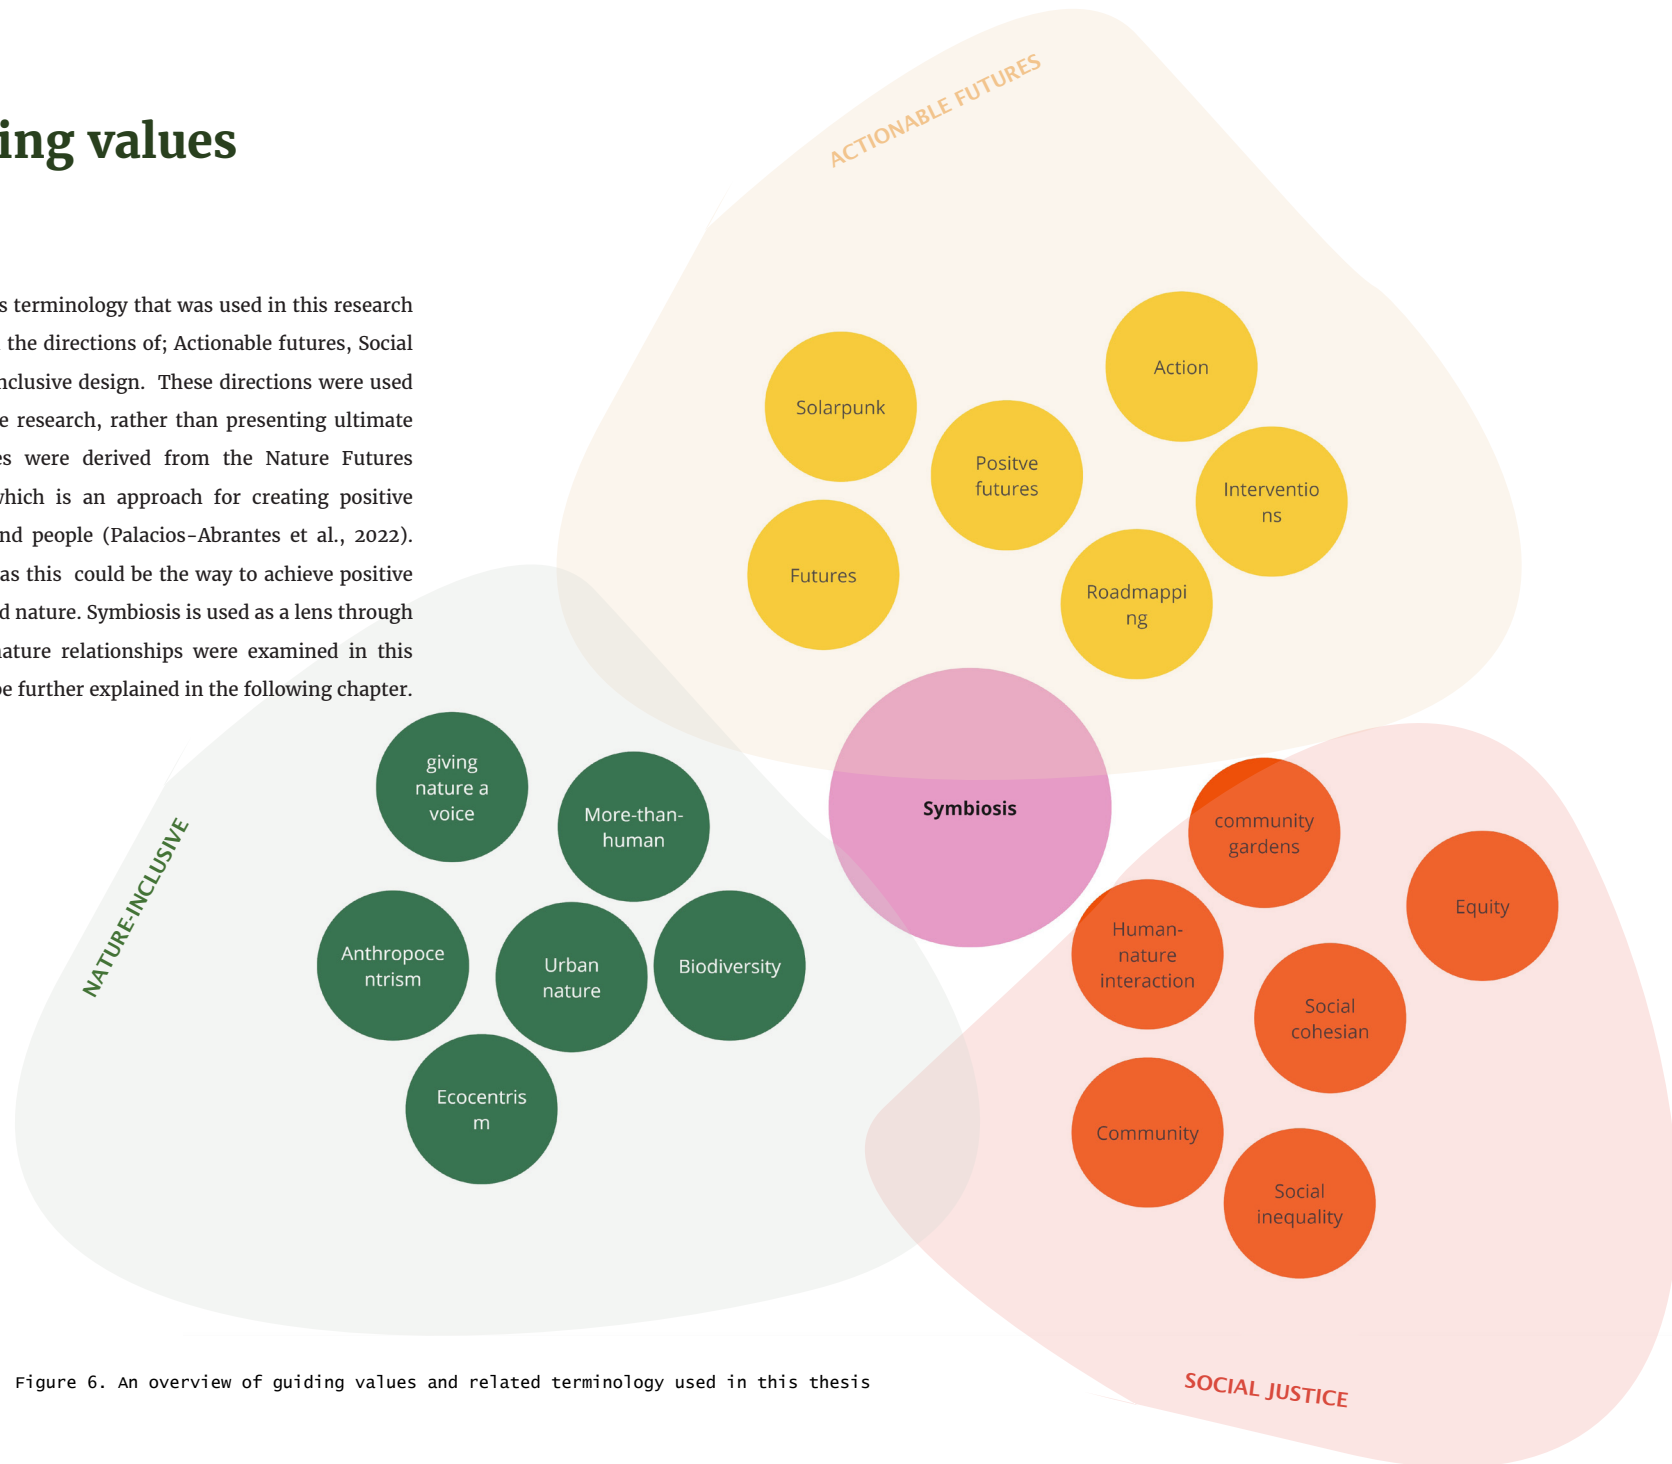 ing values
s terminology that was used in this research
the directions of; Actionable futures, Social
nclusive design. These directions were used
e research, rather than presenting ultimate
es were derived from the Nature Futures
which is an approach for creating positive
nd people (Palacios-Abrantes et al., 2022).
as this could be the way to achieve positive
d nature. Symbiosis is used as a lens through
nature relationships were examined in this
be further explained in the following chapter.
ACTIONABLE FUTURES
Solarpunk
Action
Positve
futures
Interventio
ns
Futures
Roadmappi
ng
Symbiosis
NATURE-INCLUSIVE
giving
nature a
voice
More-than-
human
Anthropoce
ntrism
Urban
nature
Biodiversity
Ecocentris
m
community
gardens
Equity
Human-
nature
interaction
Social
cohesian
Community
Social
inequality
SOCIAL JUSTICE
Figure 6. An overview of guiding values and related terminology used in this thesis